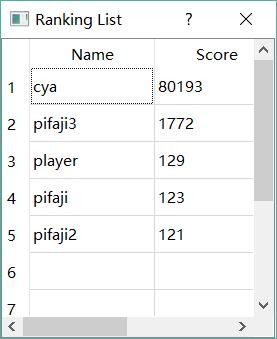 Ranking List ?
Name Score
1 cya 80193
2 pifaji3 1772
3 player 129
4 pifaji 123
5 pifaji2 121
6
7